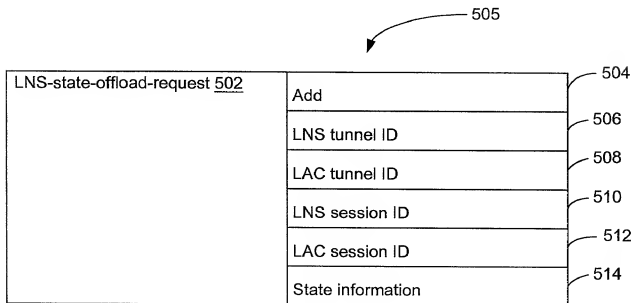 505
LNS-state-offload-request 502
Add
504
LNS tunnel ID
506
LAC tunnel ID
508
LNS session ID
510
LAC session ID
512
State information
514